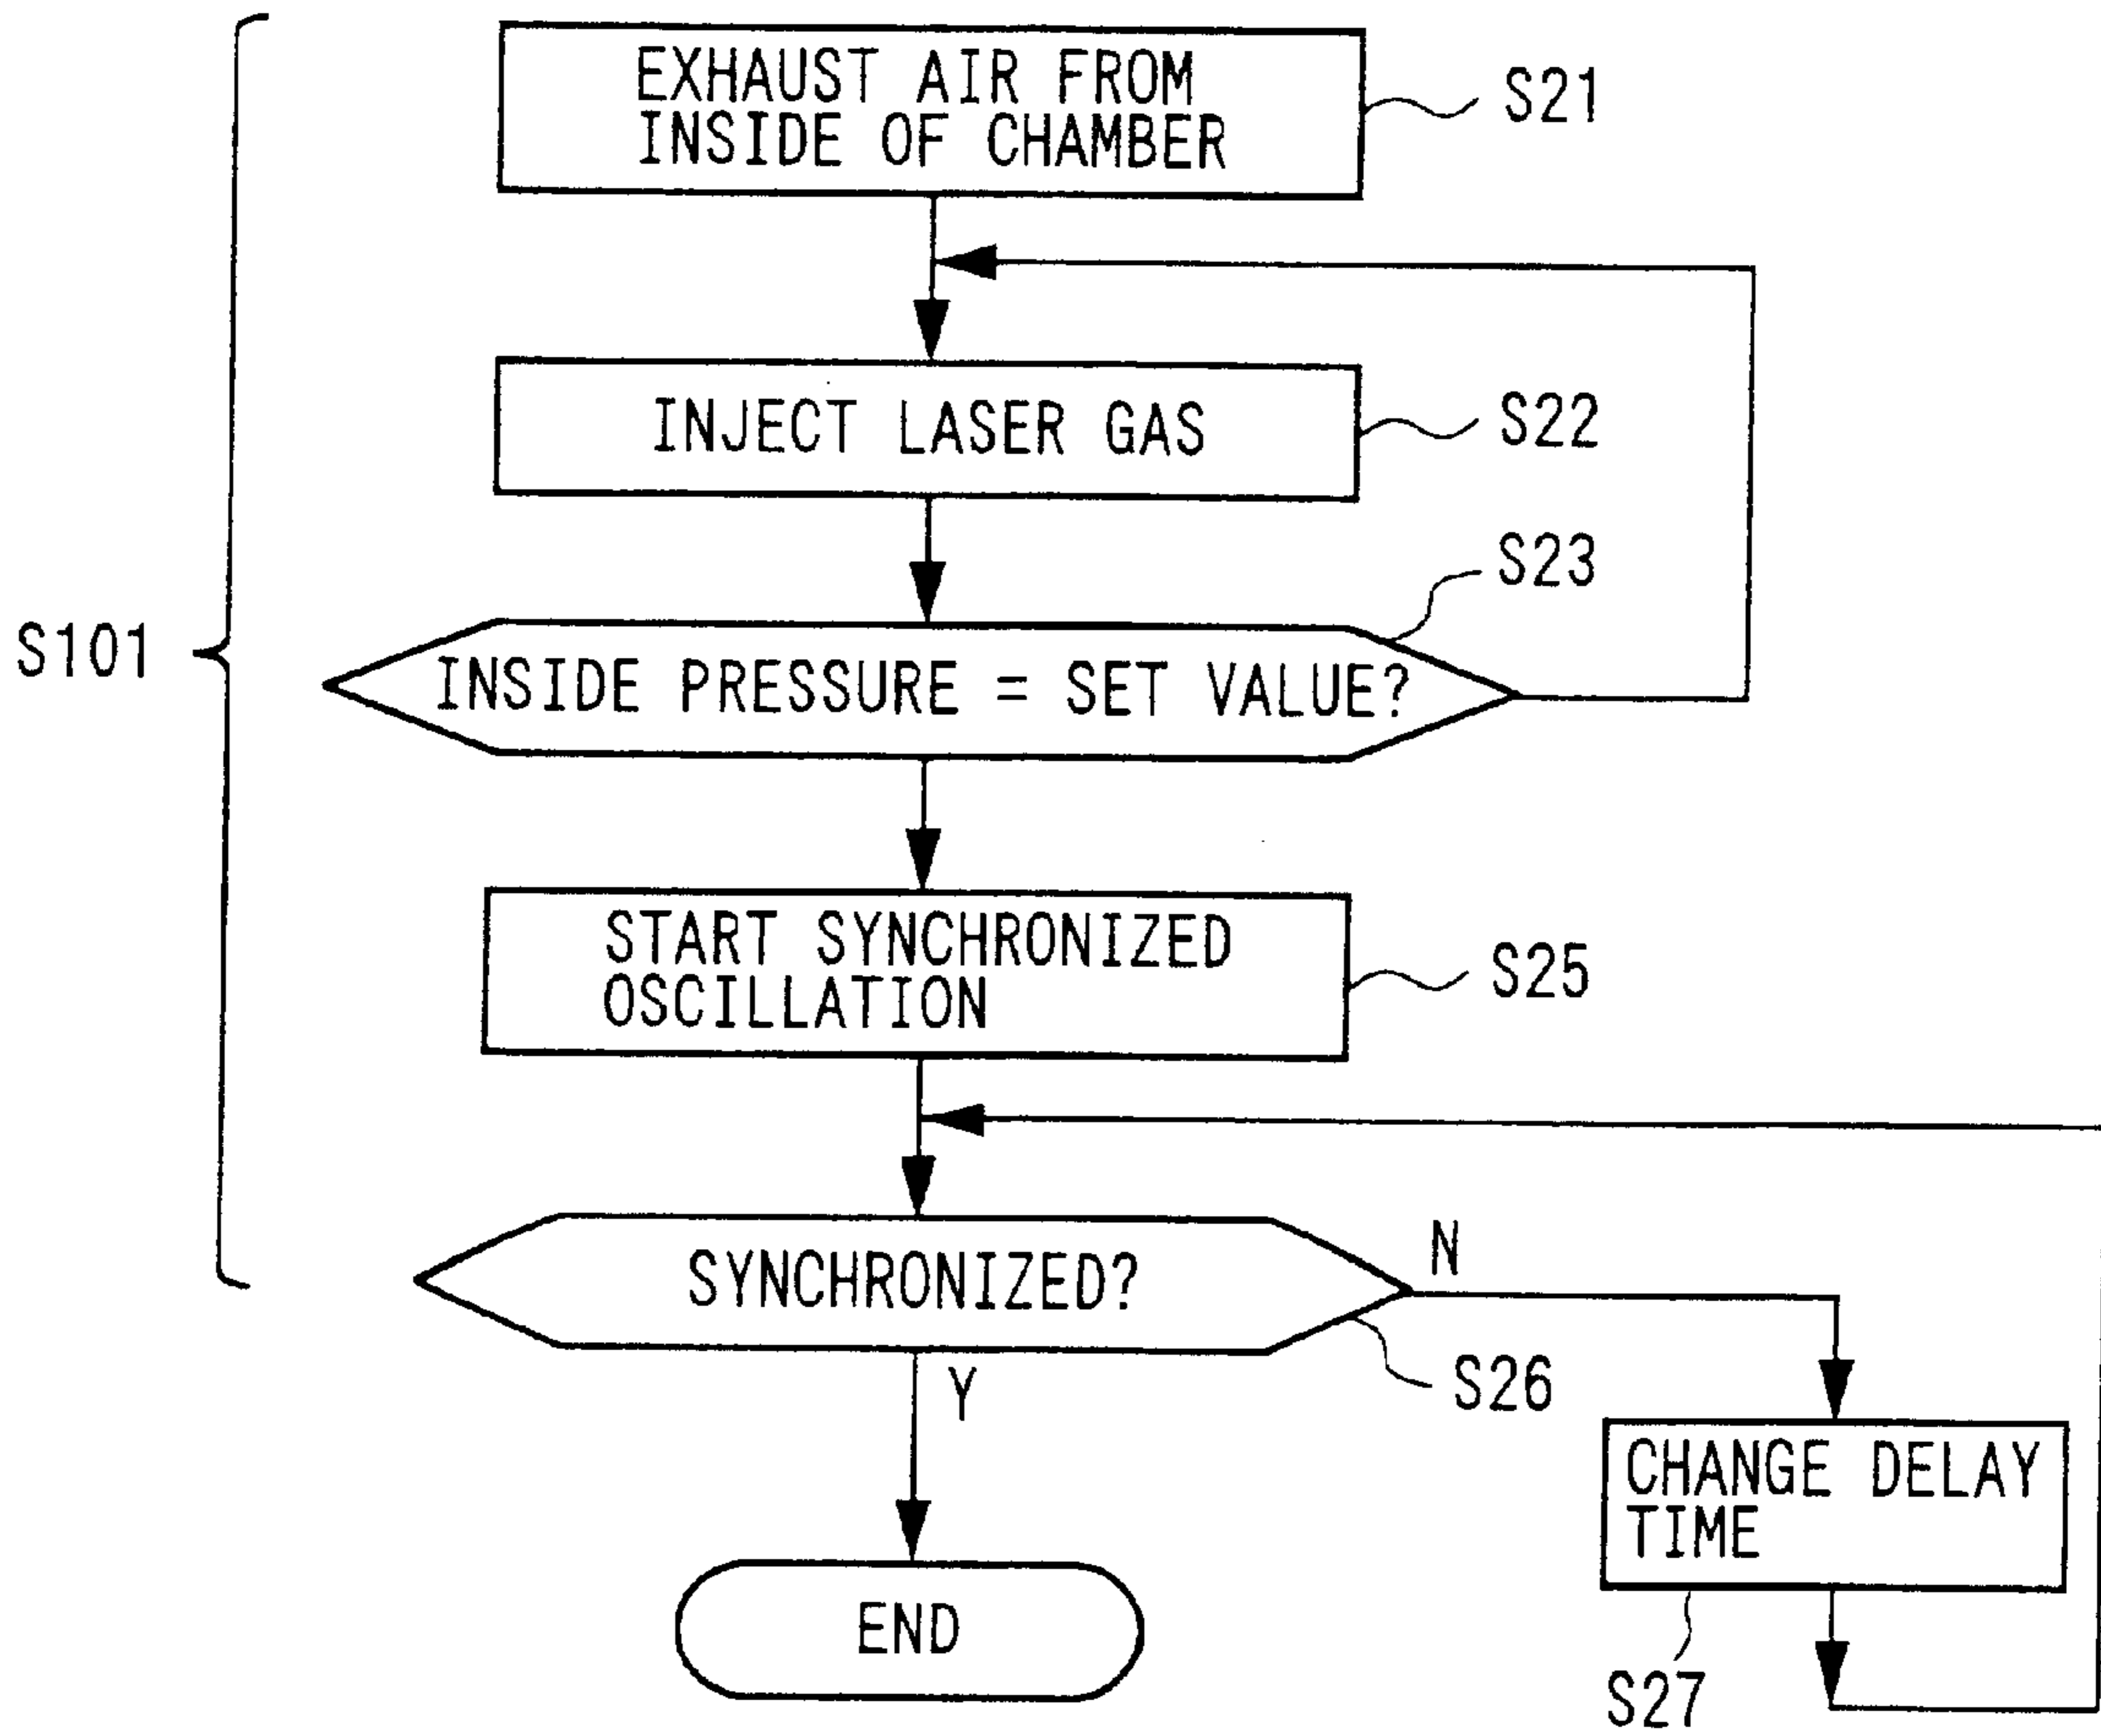 EXHAUST AIR FROM
INSIDE OF CHAMBER
S21
INJECT LASER GAS
S22
S23
S101
INSIDE PRESSURE = SET VALUE?
START SYNCHRONIZED
OSCILLATION
S25
SYNCHRONIZED?
N
Y
S26
CHANGE DELAY
TIME
END
S27